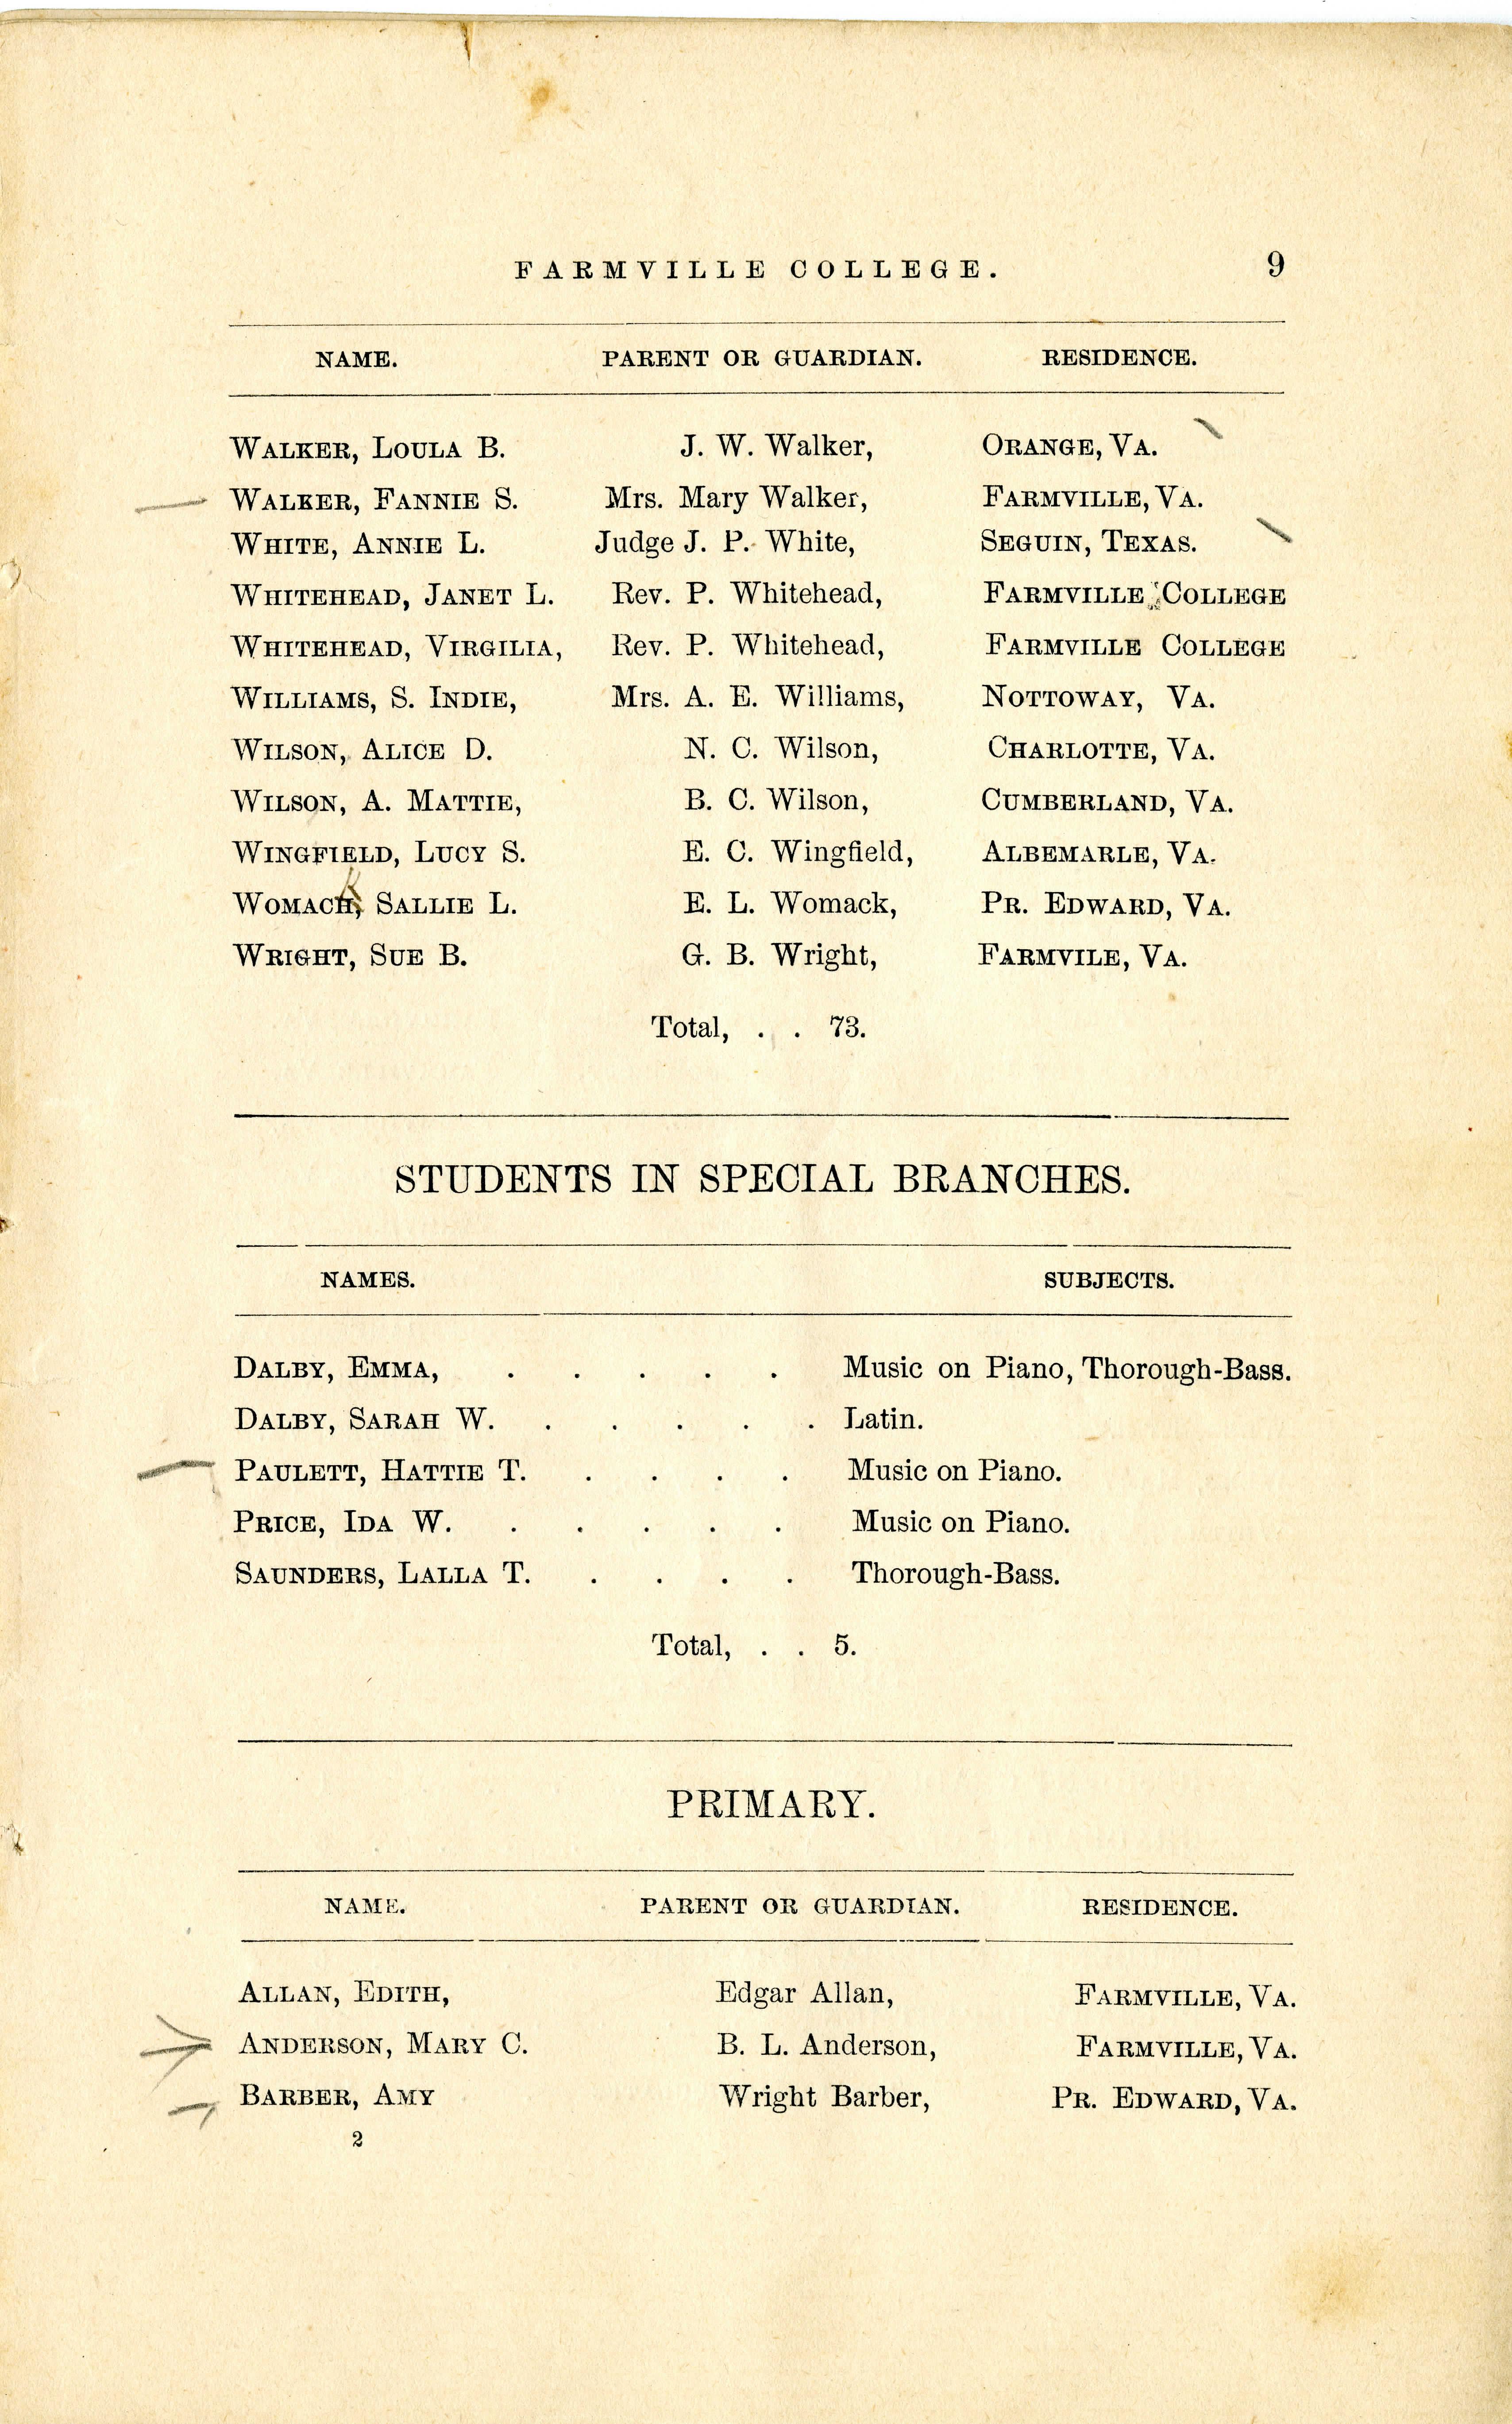 FARMVILLE COLLEGE. 9
NAME. PARENT OR GUARDIAN. RESIDENCE.
WALKER, LOULA B. J. W. Walker, ORANGE, VA.
WALKER, FANNIE S. Mrs. Mary Walker, FARMVILLE, VA.
WHITE, ANNIE L. Judge J. P. White, SEGUIN, TEXAS.
WHITEHEAD, JANET L. Rev. P. Whitehead, FARMVILLE COLLEGE
WHITEHEAD, VIRGILIA, Rev. P. Whitehead, FARMVILLE COLLEGE
WILLIAMS, S. INDIE, Mrs. A. E. Williams, NOTTOWAY, VA.
WILSON, ALICE D. N. C. Wilson, CHARLOTTE, VA.
WILSON, A. MATTIE, B. C. Wilson, CUMBERLAND, VA.
WINGFIELD, LUCY S. E. C. Wingfield, ALBEMARLE, VA.
WOMACK, SALLIE L. E. L. Womack, PR. EDWARD, VA.
WRIGHT, SUE B. G. B. Wright, FARMVILE, VA.
Total, . . 73.
STUDENTS IN SPECIAL BRANCHES.
NAMES. SUBJECTS.
DALBY, EMMA, . . . . . Music on Piano, Thorough-Bass.
DALBY, SARAH W. . . . . . Latin.
PAULETT, HATTIE T. . . . . Music on Piano.
PRICE, IDA W. . . . . . Music on Piano.
SAUNDERS, LALLA T. . . . . Thorough-Bass.
Total, . . 5.
PRIMARY.
NAME. PARENT OR GUARDIAN. RESIDENCE.
ALLAN, EDITH, Edgar Allan, FARMVILLE, VA.
ANDERSON, MARY C. B. L. Anderson, FARMVILLE, VA.
BARBER, AMY Wright Barber, PR. EDWARD, VA.
2